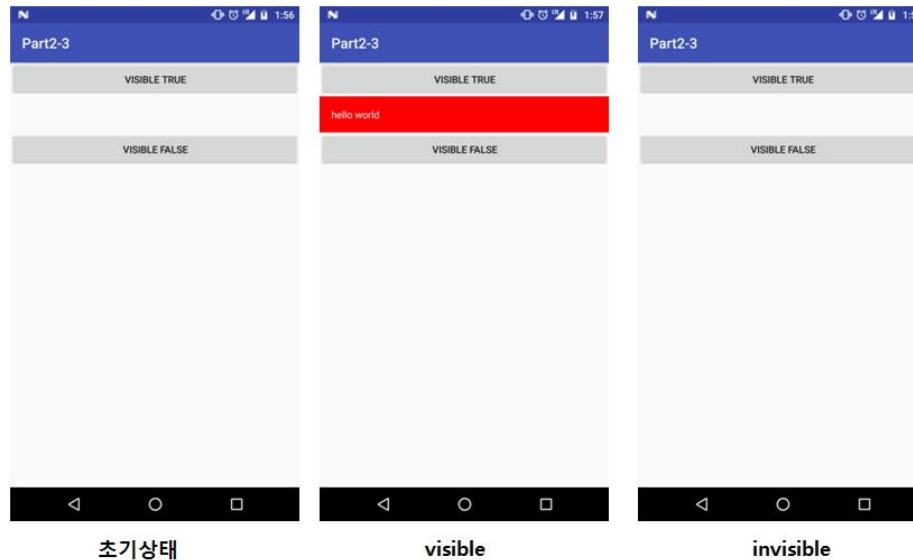 1:56
Part2-3
VISIBLE TRUE
VISIBLE FALSE
초기상태
1:57
Part2-3
VISIBLE TRUE
hello world
VISIBLE FALSE
visible
Part2-3
VISIBLE TRUE
VISIBLE FALSE
invisible